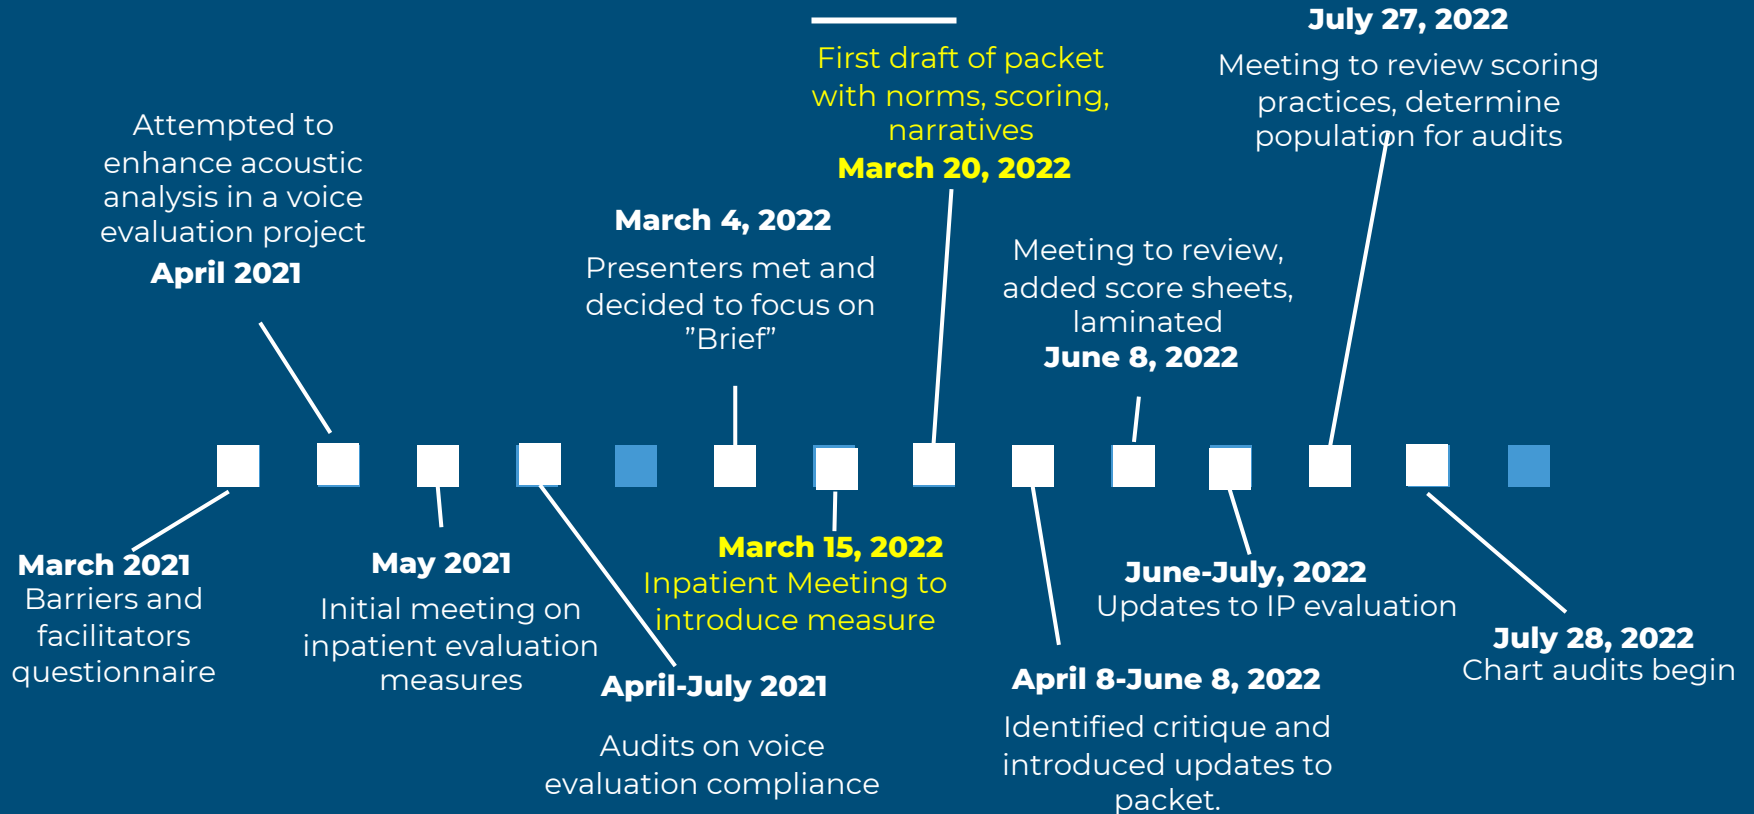 March 2021
Barriers and
facilitators
questionnaire
Attempted to
enhance acoustic
analysis in a voice
evaluation project
April 2021
May 2021
Initial meeting on
inpatient evaluation
measures
April-July 2021
Audits on voice
evaluation compliance
March 4, 2022
Presenters met and
decided to focus on
”Brief”
March 15, 2022
Inpatient Meeting to
introduce measure
First draft of packet
with norms, scoring,
narratives
March 20, 2022
April 8-June 8, 2022
Identified critique and
introduced updates to
packet.
Meeting to review,
added score sheets,
laminated
June 8, 2022
June-July, 2022
Updates to IP evaluation
July 27, 2022
Meeting to review scoring
practices, determine
population for audits
July 28, 2022
Chart audits begin